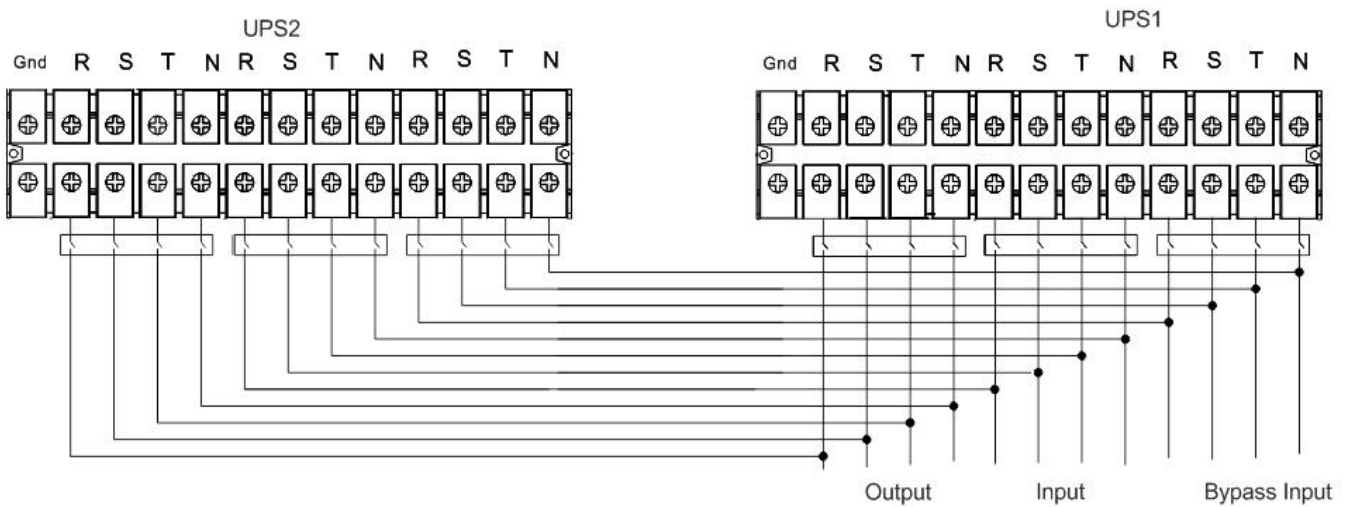 UPS2
UPS1
Gnd R S T N R S T N R S T N
Gnd R S T N R S T N R S T N
Output
Input
Bypass Input